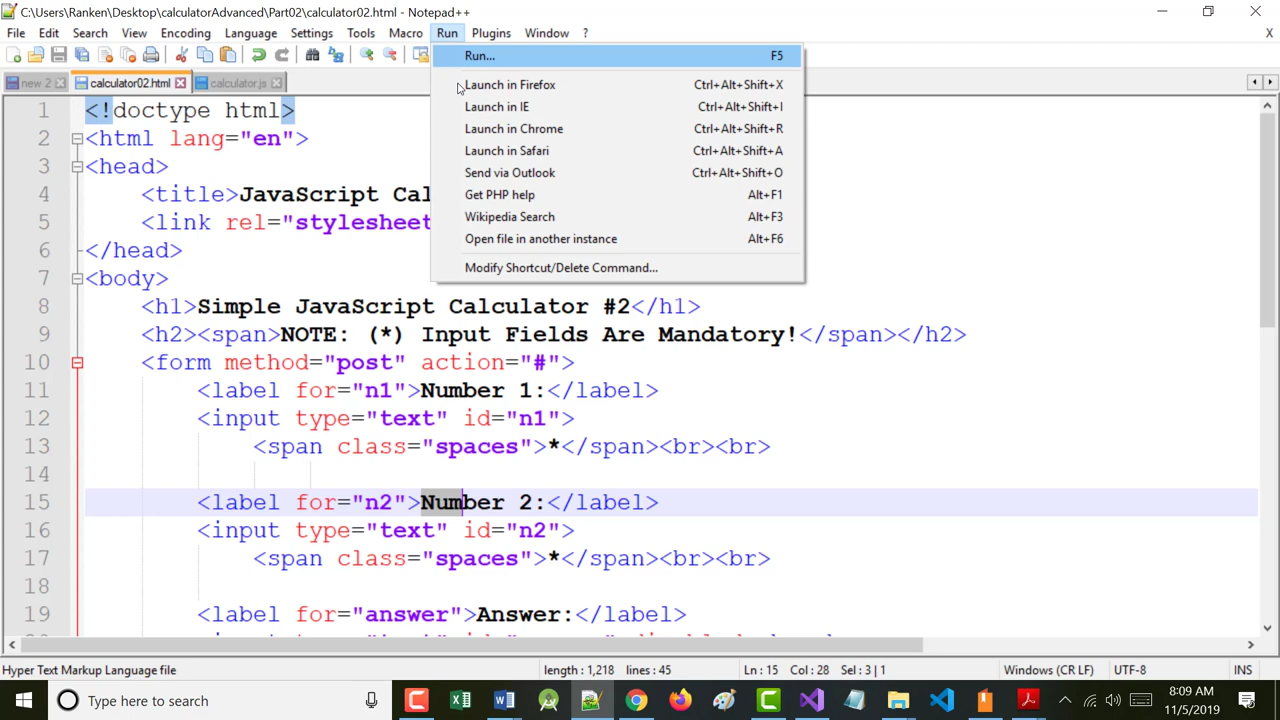 C:\Users\Ranken\Desktop\calculatorAdvanced\Part02\calculator02.html - Notepad++
File Edit Search View Encoding Language Settings Tools Macro Run Plugins Window ? X
new 2 calculator02.html calculator.js
Run... F5
Launch in Firefox Ctrl+Alt+Shift+X
Launch in IE Ctrl+Alt+Shift+I
Launch in Chrome Ctrl+Alt+Shift+R
Launch in Safari Ctrl+Alt+Shift+A
Send via Outlook Ctrl+Alt+Shift+O
Get PHP help Alt+F1
Wikipedia Search Alt+F3
Open file in another instance Alt+F6
Modify Shortcut/Delete Command...
1 <!doctype html>
2 <html lang="en">
3 <head>
4 <title>JavaScript Cal
5 <link rel="stylesheet
6 </head>
7 <body>
8 <h1>Simple JavaScript Calculator #2</h1>
9 <h2><span>NOTE: (*) Input Fields Are Mandatory!</span></h2>
10 <form method="post" action="#">
11 <label for="n1">Number 1:</label>
12 <input type="text" id="n1">
13 <span class="spaces">*</span><br><br>
14
15 <label for="n2">Number 2:</label>
16 <input type="text" id="n2">
17 <span class="spaces">*</span><br><br>
18
19 <label for="answer">Answer:</label>
Hyper Text Markup Language file length : 1,218 lines : 45 Ln : 15 Col : 28 Sel : 3 | 1 Windows (CR LF) UTF-8 INS
Type here to search
8:09 AM
11/5/2019